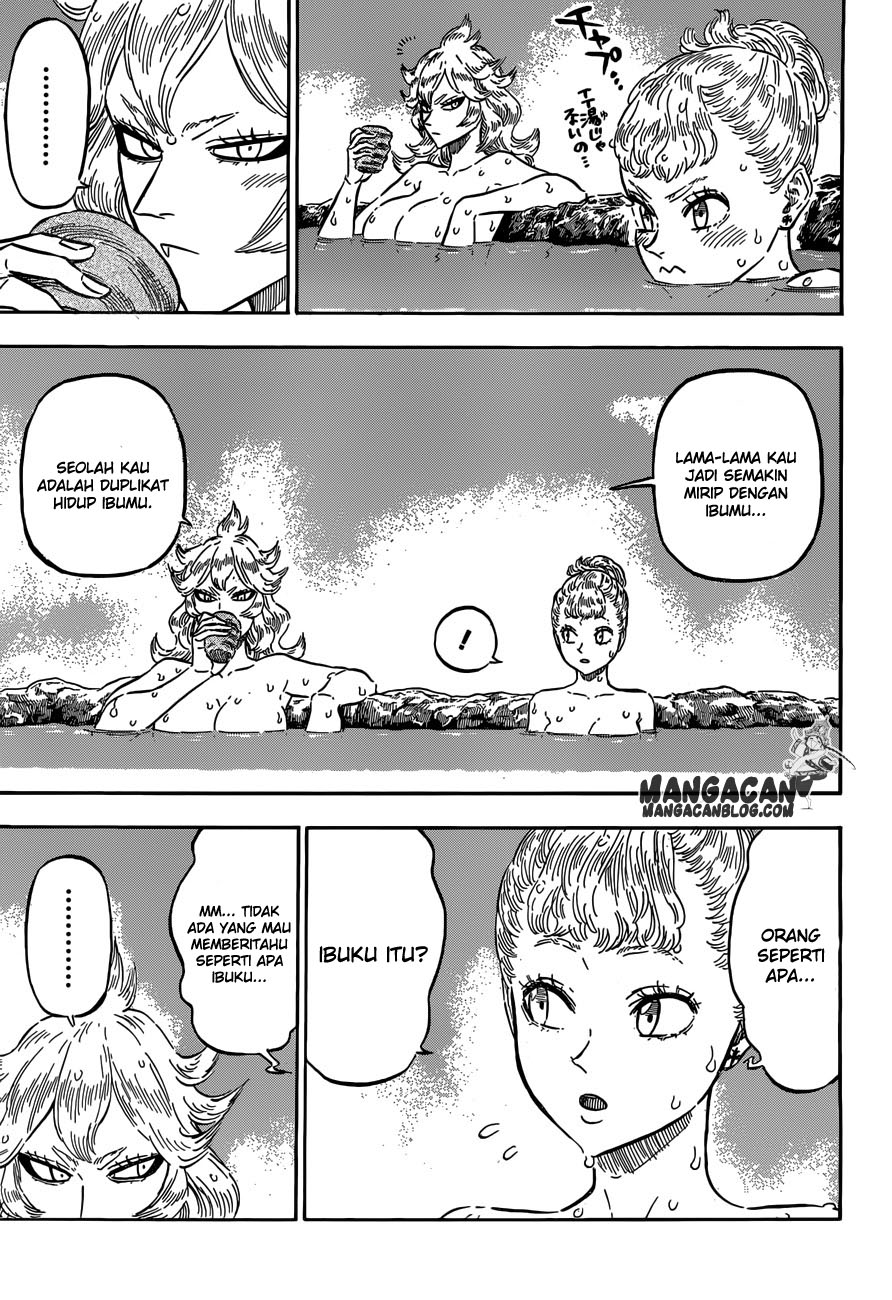 チャプ…
イイ湯じゃ
ないの…
………
LAMA-LAMA KAU
JADI SEMAKIN
MIRIP DENGAN
IBUMU...
!
SEOLAH KAU
ADALAH DUPLIKAT
HIDUP IBUMU.
MANGACAN
MANGACANBLOG.COM
ORANG
SEPERTI
APA...
IBUKU ITU?
MM... TIDAK
ADA YANG MAU
MEMBERITAHU
SEPERTI APA
IBUKU...
………